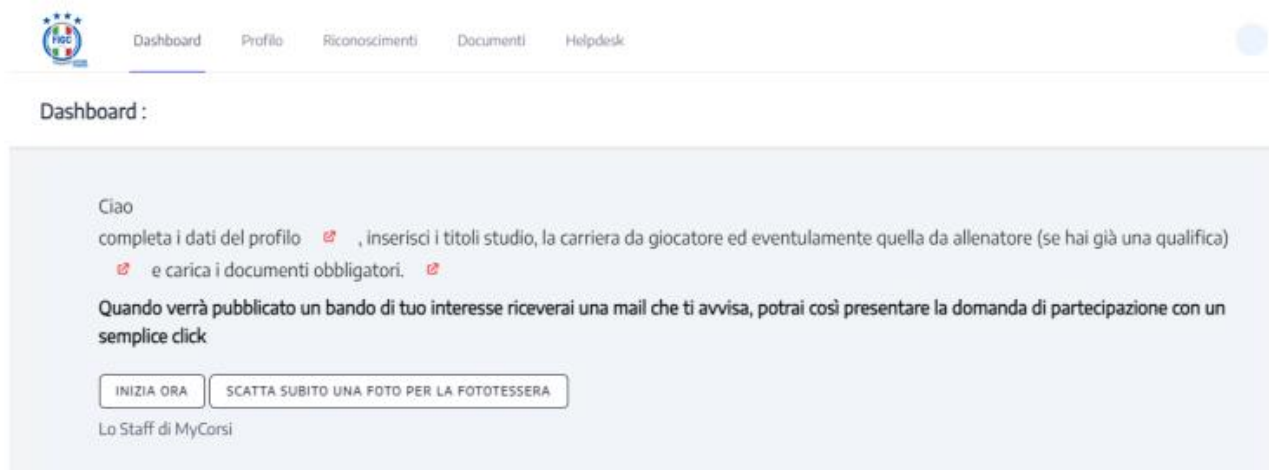 FIGC
Dashboard Profilo Riconoscimenti Documenti Helpdesk
Dashboard :
Ciao
completa i dati del profilo , inserisci i titoli studio, la carriera da giocatore ed eventulamente quella da allenatore (se hai già una qualifica)
e carica i documenti obbligatori.
Quando verrà pubblicato un bando di tuo interesse riceverai una mail che ti avvisa, potrai così presentare la domanda di partecipazione con un
semplice click
INIZIA ORA SCATTA SUBITO UNA FOTO PER LA FOTOTESSERA
Lo Staff di MyCorsi